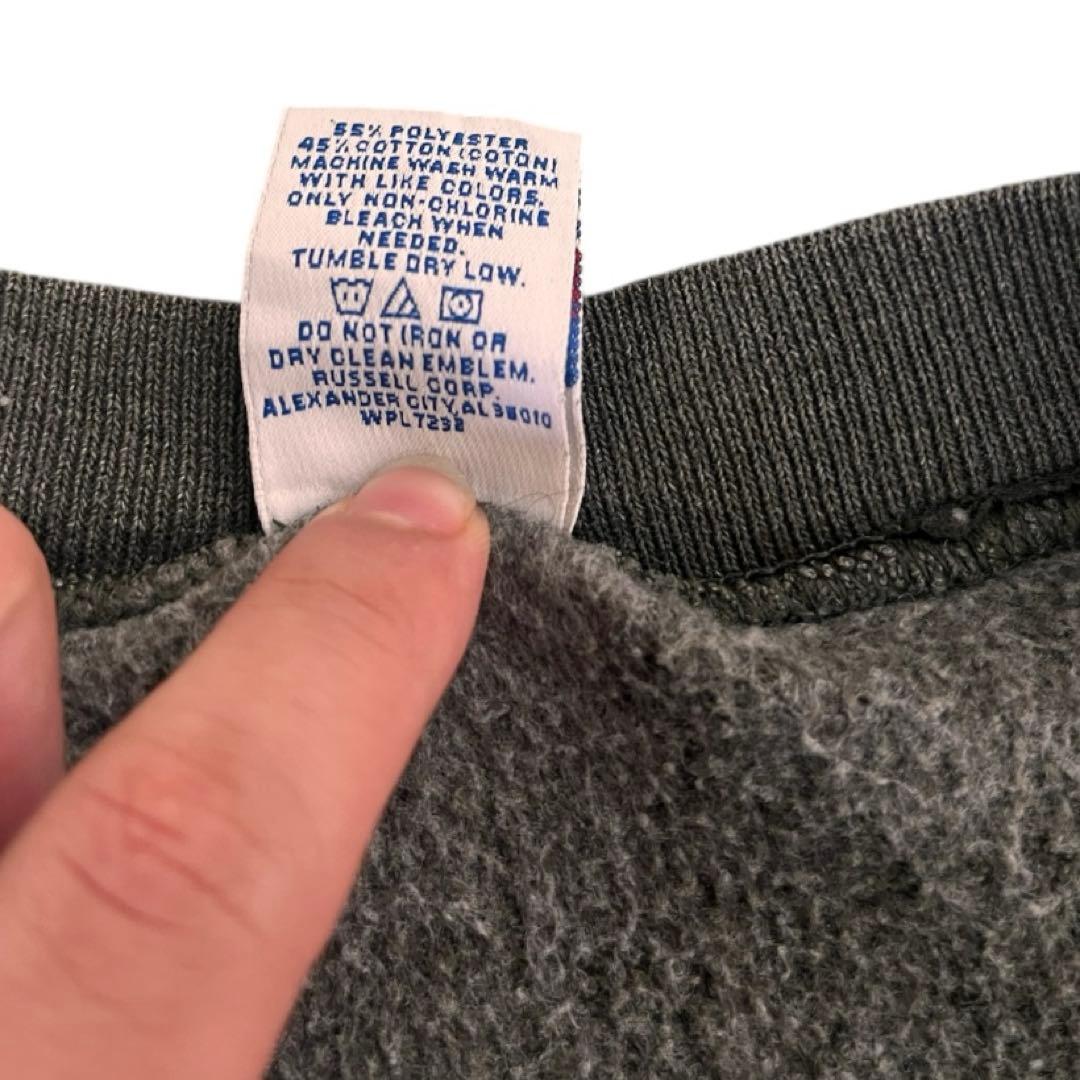 55% POLYESTER
45% COTTON (COTON)
MACHINE WASH WARM
WITH LIKE COLORS.
ONLY NON-CHLORINE
BLEACH WHEN
NEEDED.
TUMBLE DRY LOW.
DO NOT IRON OR
DRY CLEAN EMBLEM.
RUSSELL CORP.
ALEXANDER CITY, AL 35010
WPL7232